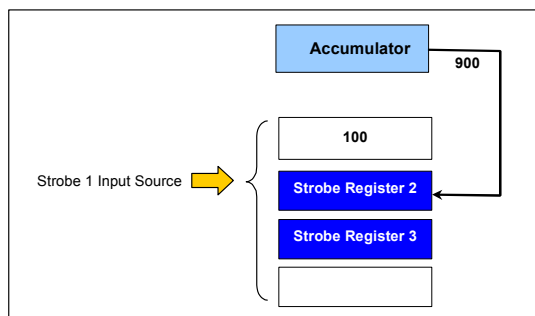 Accumulator
900
100
Strobe 1 Input Source
Strobe Register 2
Strobe Register 3